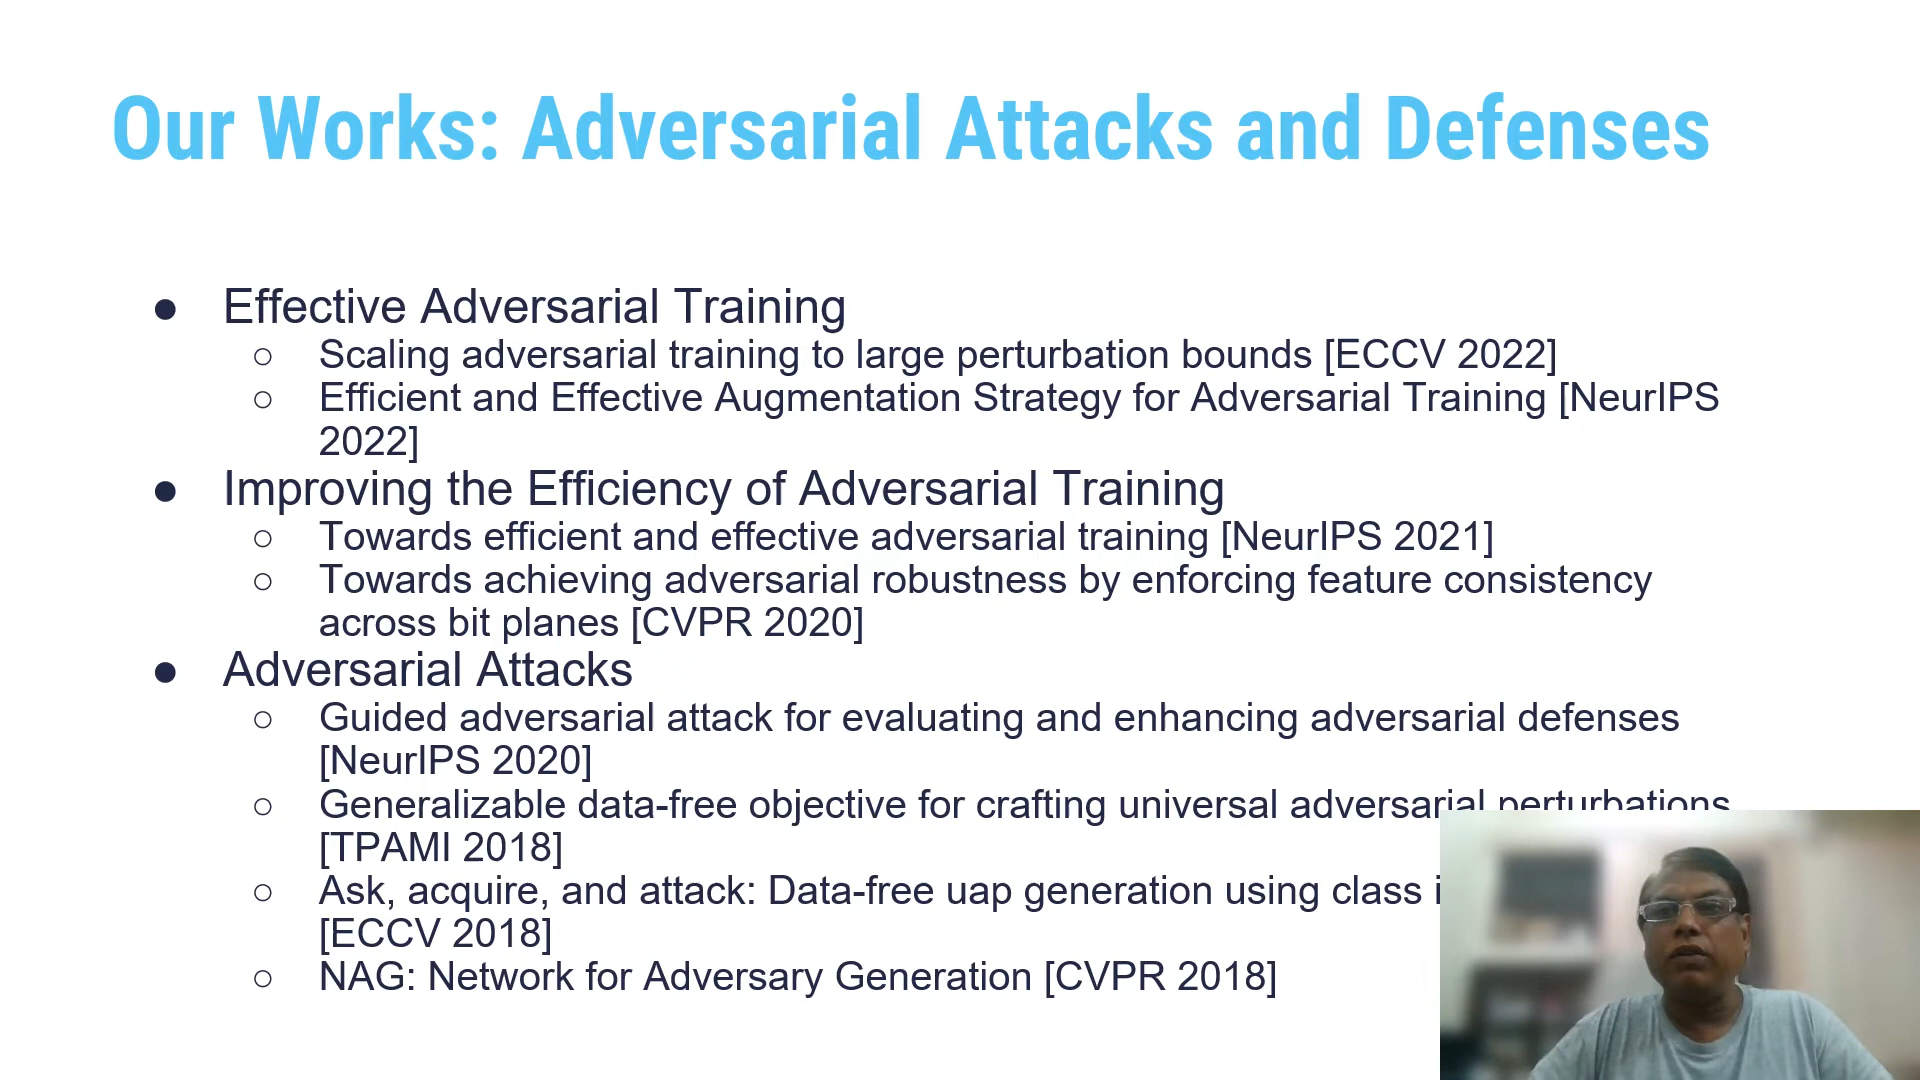 Our Works: Adversarial Attacks and Defenses
● Effective Adversarial Training
○ Scaling adversarial training to large perturbation bounds [ECCV 2022]
○ Efficient and Effective Augmentation Strategy for Adversarial Training [NeurIPS
2022]
● Improving the Efficiency of Adversarial Training
○ Towards efficient and effective adversarial training [NeurIPS 2021]
○ Towards achieving adversarial robustness by enforcing feature consistency
across bit planes [CVPR 2020]
● Adversarial Attacks
○ Guided adversarial attack for evaluating and enhancing adversarial defenses
[NeurIPS 2020]
○ Generalizable data-free objective for crafting universal adversarial perturbations
[TPAMI 2018]
○ Ask, acquire, and attack: Data-free uap generation using class
[ECCV 2018]
○ NAG: Network for Adversary Generation [CVPR 2018]